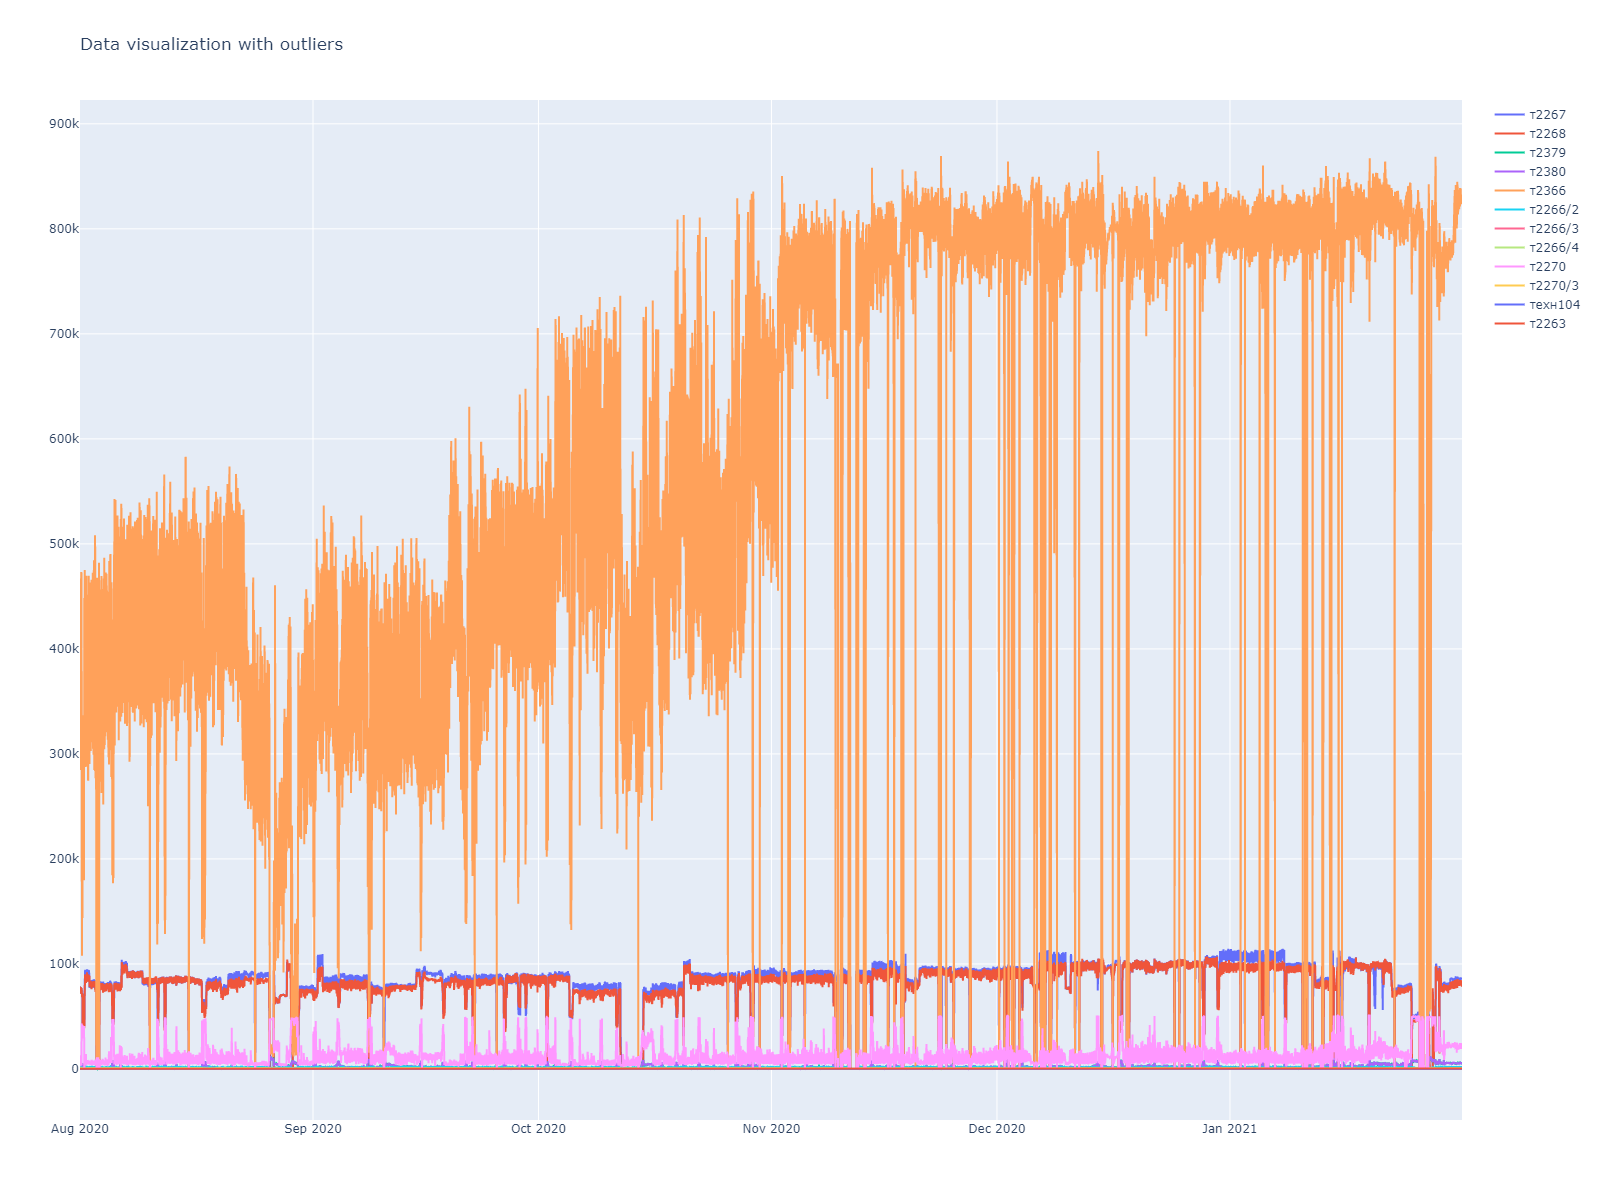 Data visualization with outliers
900k
800k
700k
600k
500k
400k
300k
200k
100k
0
Aug 2020
Sep 2020
Oct 2020
Nov 2020
Dec 2020
Jan 2021
т2267
т2268
т2379
т2380
т2366
т2266/2
т2266/3
т2266/4
т2270
т2270/3
техн104
т2263